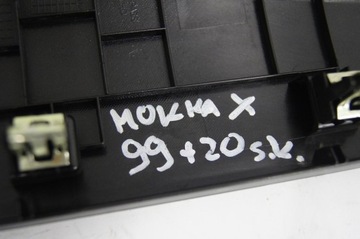 MOKKA X
99 + 20 s.k.